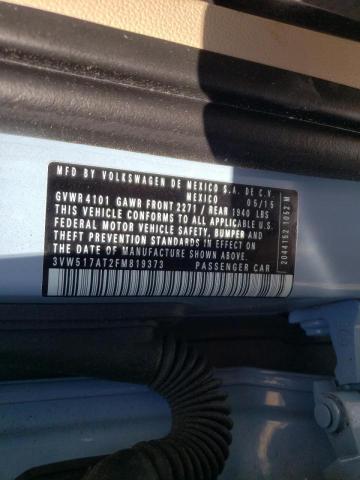 MFD BY VOLKSWAGEN DE MEXICO S.A. DE C.V.
MEXICO 05/15
GVWR4101 GAWR FRONT 2271 / REAR 1940 LBS
THIS VEHICLE CONFORMS TO ALL APPLICABLE U.S.
FEDERAL MOTOR VEHICLE SAFETY, BUMPER AND
THEFT PREVENTION STANDARDS IN EFFECT ON
THE DATE OF MANUFACTURE SHOWN ABOVE.
3VW517AT2FM819373 PASSENGER CAR
2044152 1052 M